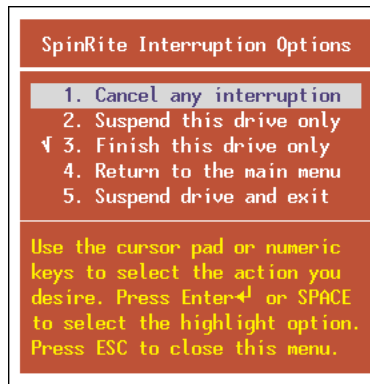 SpinRite Interruption Options
1. Cancel any interruption
2. Suspend this drive only
√ 3. Finish this drive only
4. Return to the main menu
5. Suspend drive and exit
Use the cursor pad or numeric
keys to select the action you
desire. Press Enter↲ or SPACE
to select the highlight option.
Press ESC to close this menu.